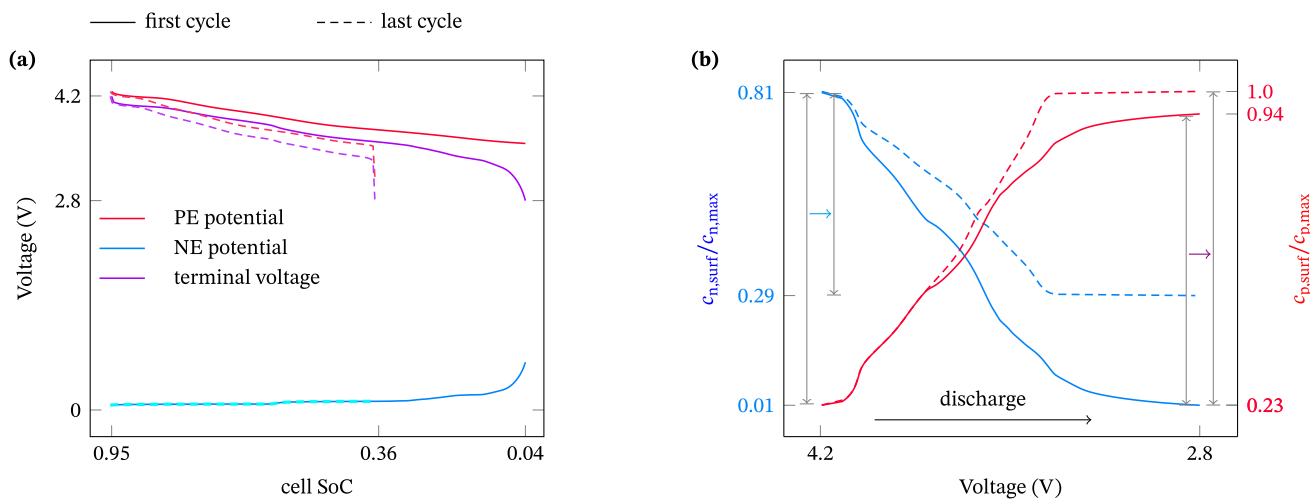 first cycle
last cycle
(a)
Voltage (V)
4.2
2.8
0
PE potential
NE potential
terminal voltage
0.95
0.36
0.04
cell SoC
(b)
c_n,surf/c_n,max
0.81
0.29
0.01
discharge
4.2
2.8
Voltage (V)
1.0
0.94
0.23
c_p,surf/c_p,max